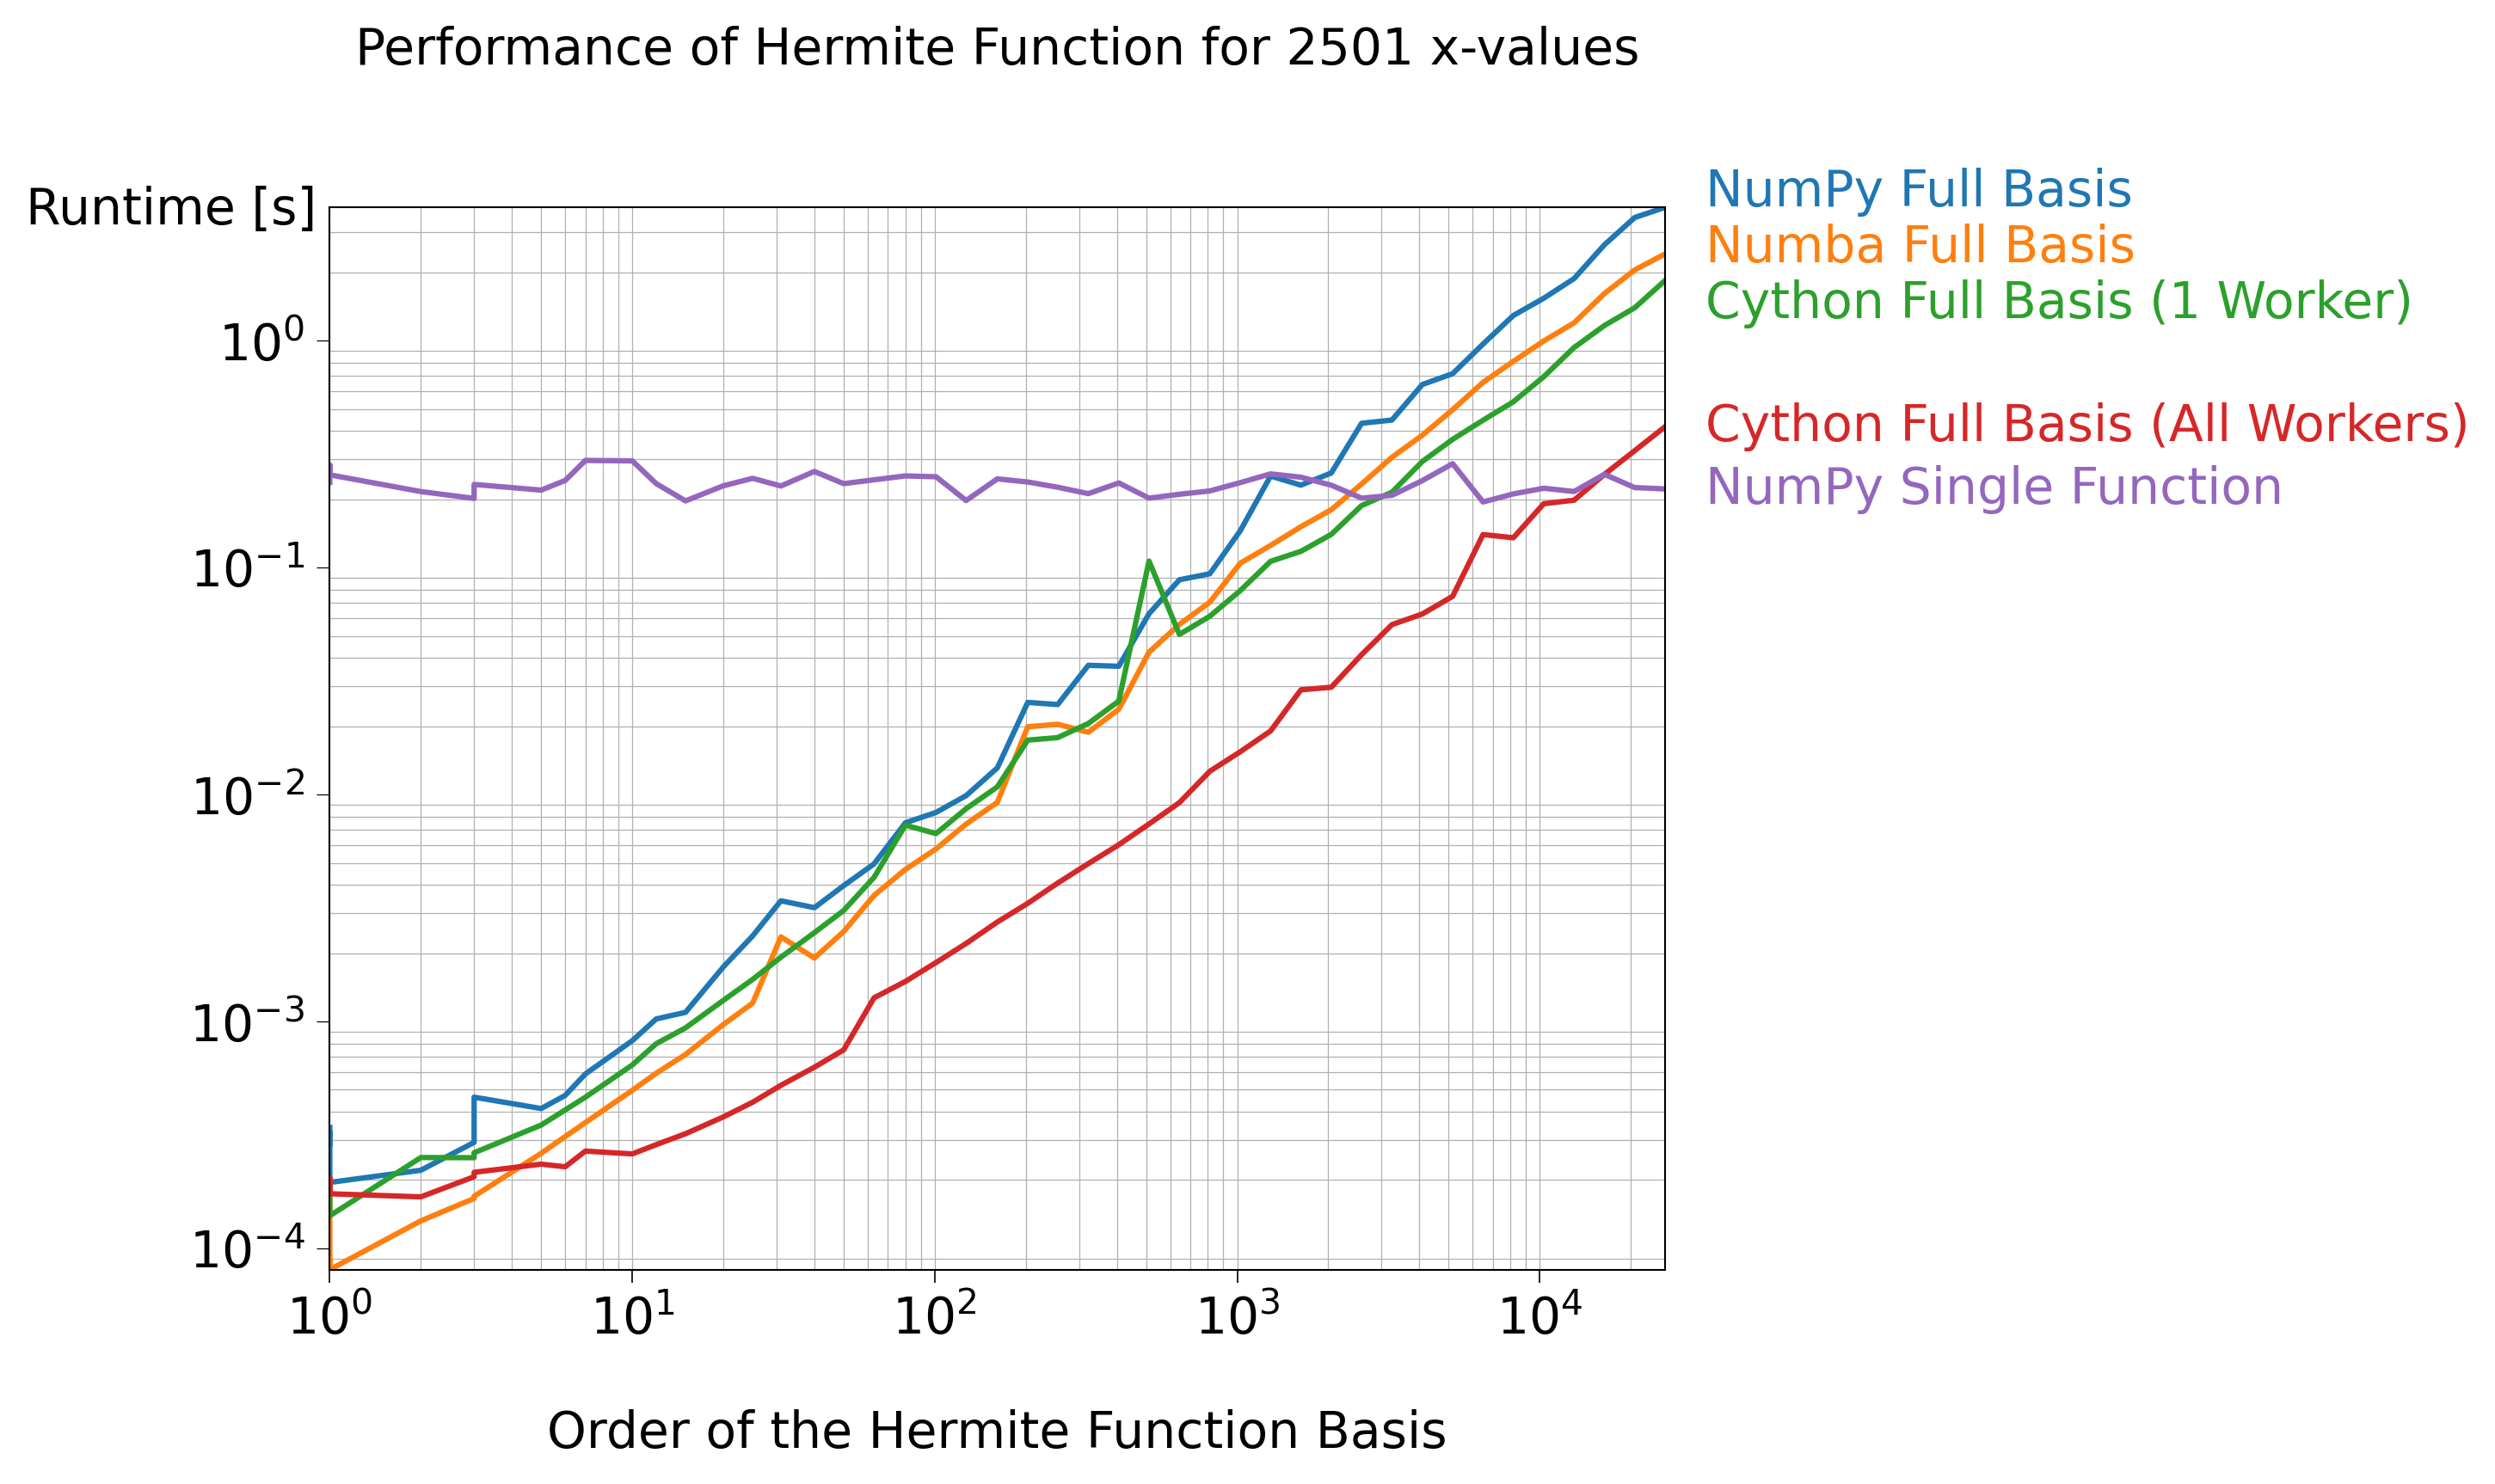 Performance of Hermite Function for 2501 x-values
Runtime [s]
NumPy Full Basis
Numba Full Basis
Cython Full Basis (1 Worker)
Cython Full Basis (All Workers)
NumPy Single Function
10⁰
10⁻¹
10⁻²
10⁻³
10⁻⁴
10⁰ 10¹ 10² 10³ 10⁴
Order of the Hermite Function Basis